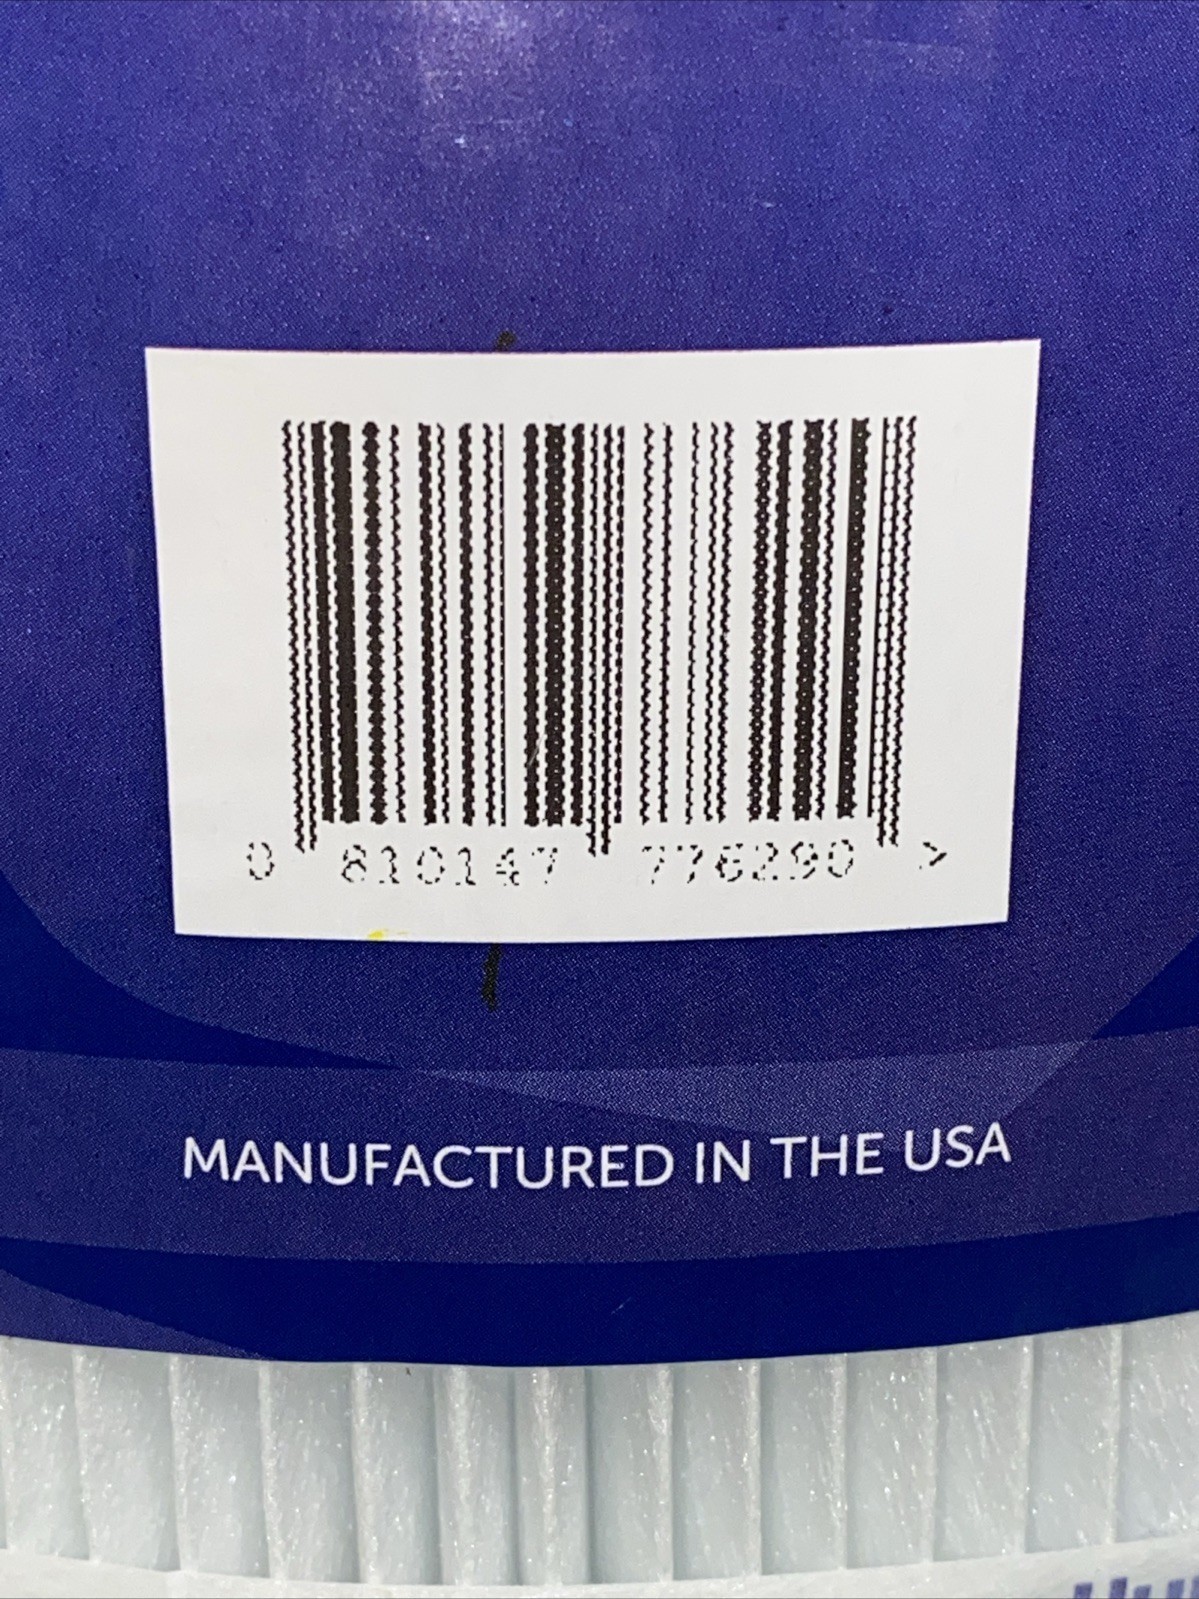 0 810147 776290 >
MANUFACTURED IN THE USA